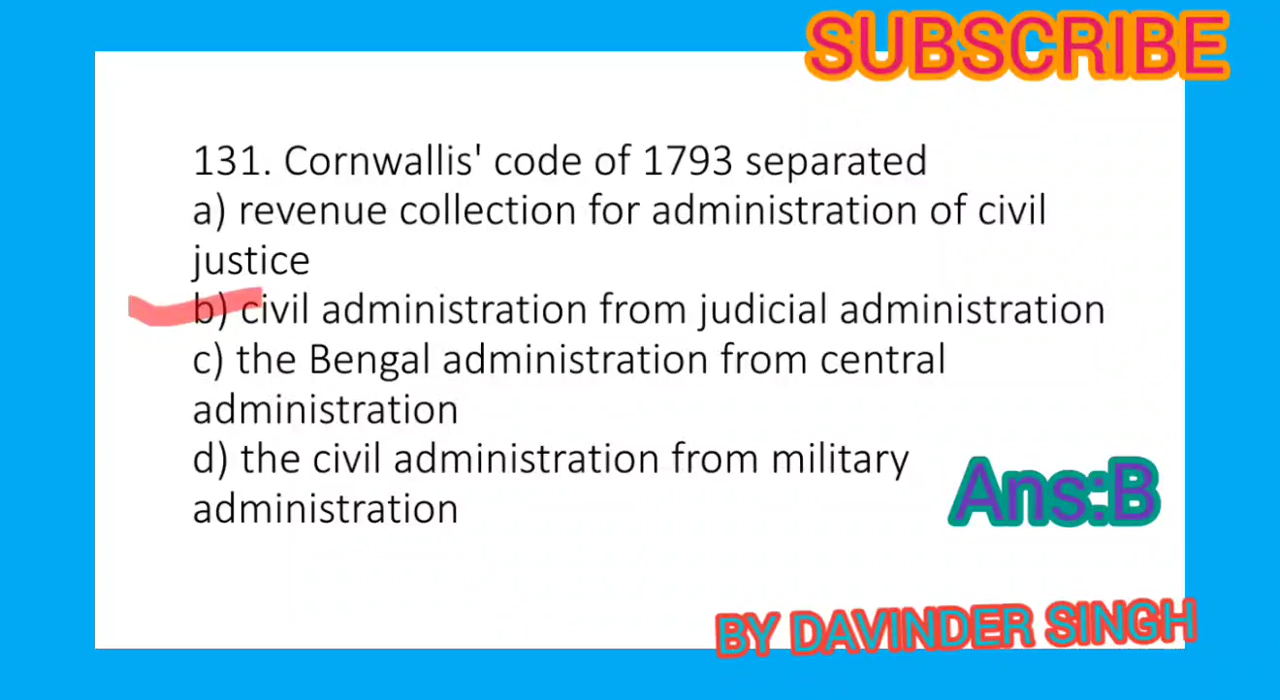 SUBSCRIBE
131. Cornwallis' code of 1793 separated
a) revenue collection for administration of civil
justice
b) civil administration from judicial administration
c) the Bengal administration from central
administration
d) the civil administration from military
administration
Ans:B
BY DAVINDER SINGH